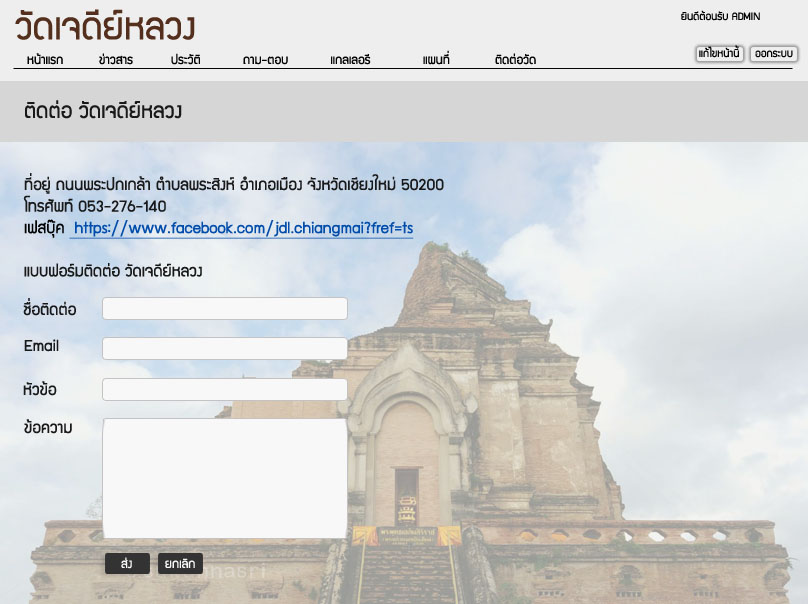 วัดเจดีย์หลวง
ยินดีต้อนรับ ADMIN
หน้าแรก ข่าวสาร ประวัติ ถาม-ตอบ แกลเลอรี แผนที่ ติดต่อวัด
แก้ไขหน้านี้ ออกระบบ
ติดต่อ วัดเจดีย์หลวง
ที่อยู่ ถนนพระปกเกล้า ตำบลพระสิงห์ อำเภอเมือง จังหวัดเชียงใหม่ 50200
โทรศัพท์ 053-276-140
เฟสบุ๊ค https://www.facebook.com/jdl.chiangmai?fref=ts
แบบฟอร์มติดต่อ วัดเจดีย์หลวง
ชื่อติดต่อ
Email
หัวข้อ
ข้อความ
ส่ง ยกเลิก